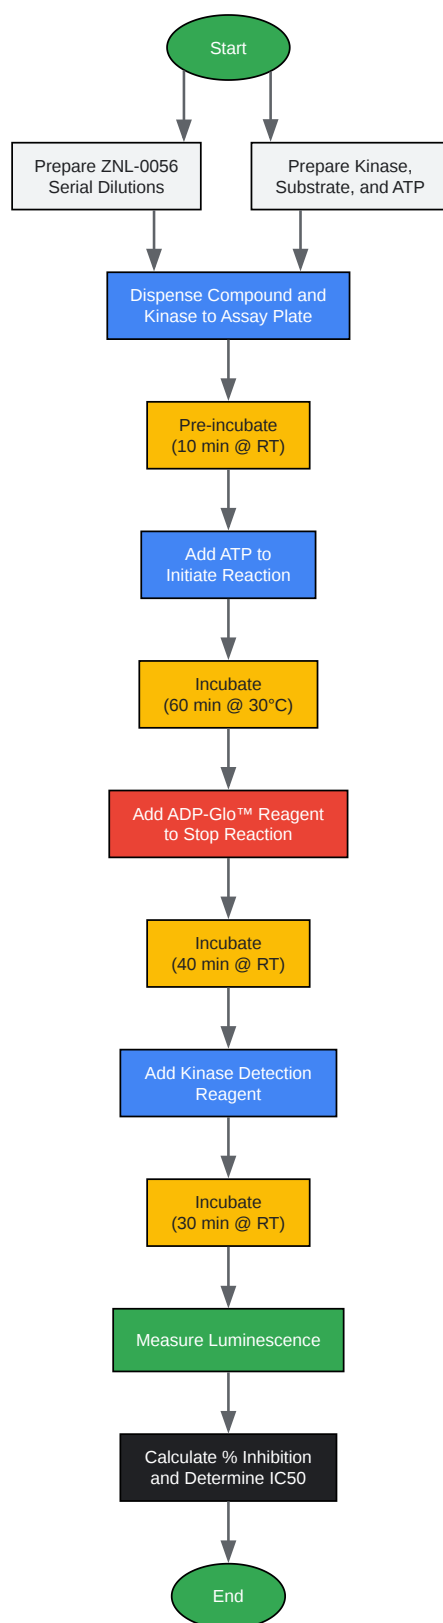 Start
Prepare ZNL-0056
Serial Dilutions
Prepare Kinase,
Substrate, and ATP
Dispense Compound and
Kinase to Assay Plate
Pre-incubate
(10 min @ RT)
Add ATP to
Initiate Reaction
Incubate
(60 min @ 30°C)
Add ADP-Glo™ Reagent
to Stop Reaction
Incubate
(40 min @ RT)
Add Kinase Detection
Reagent
Incubate
(30 min @ RT)
Measure Luminescence
Calculate % Inhibition
and Determine IC50
End